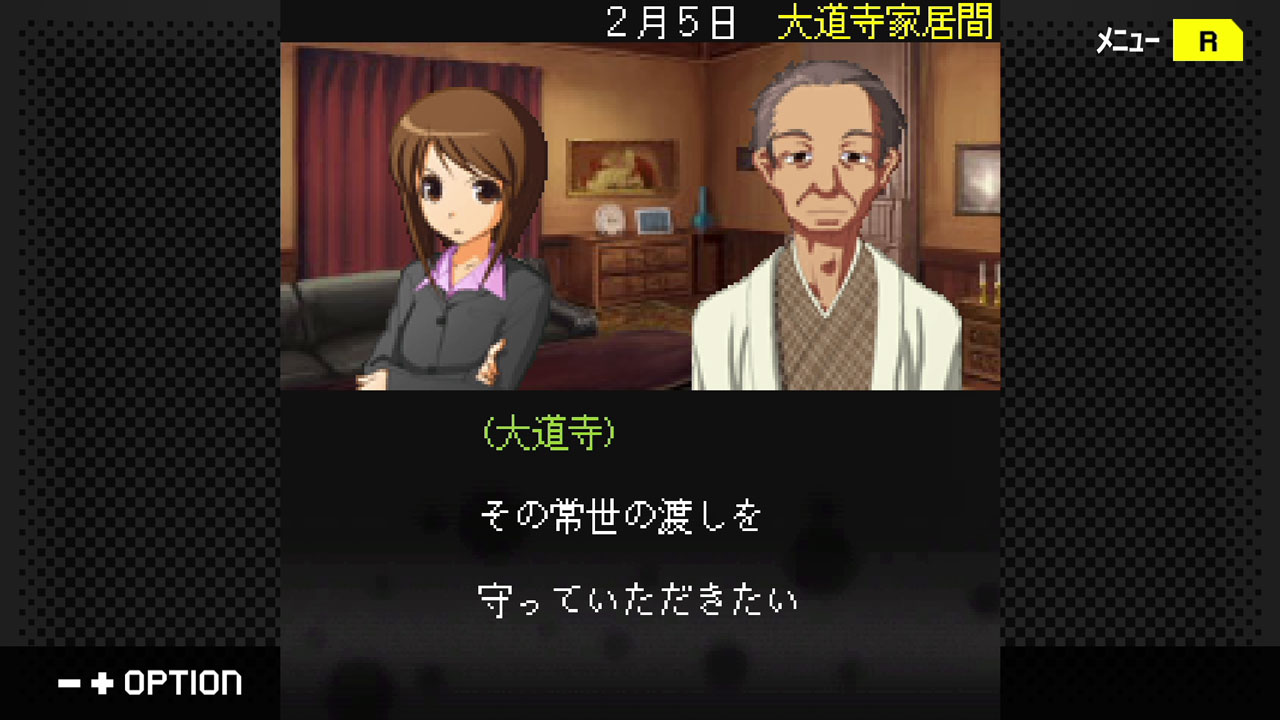 ２月５日　大道寺家居間
メニュー R
(大道寺)
その常世の渡しを
守っていただきたい
− + OPTION